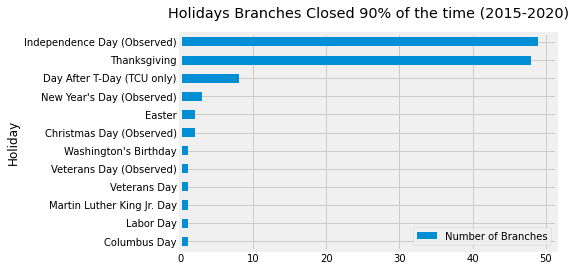 Holidays Branches Closed 90% of the time (2015-2020)
Independence Day (Observed)
Thanksgiving
Day After T-Day (TCU only)
New Year's Day (Observed)
Easter
Christmas Day (Observed)
Washington's Birthday
Veterans Day (Observed)
Veterans Day
Martin Luther King Jr. Day
Labor Day
Columbus Day
Holiday
Number of Branches
0 10 20 30 40 50